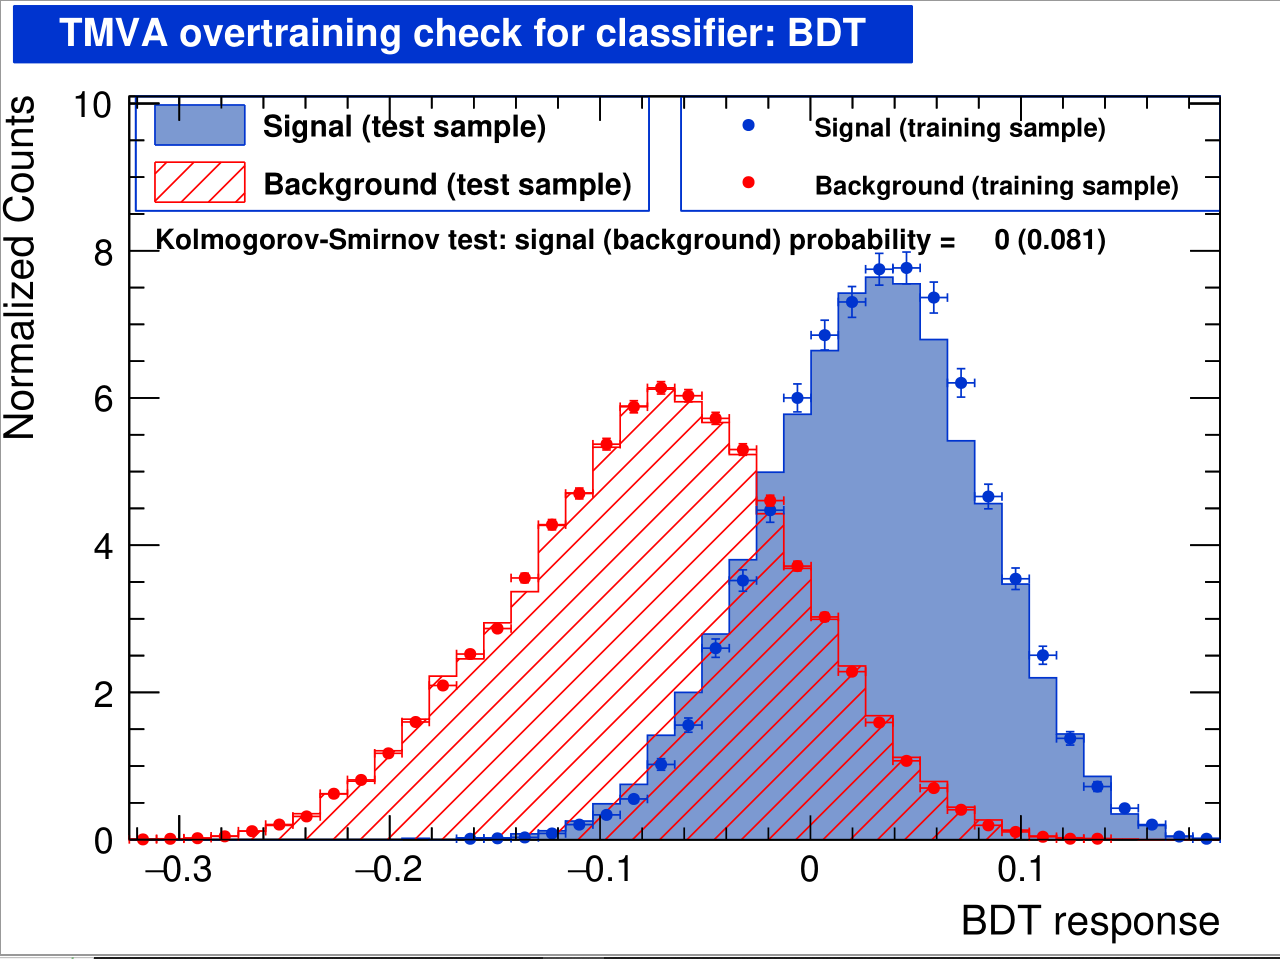 TMVA overtraining check for classifier: BDT
Normalized Counts
10
8
6
4
2
0
Signal (test sample)
Background (test sample)
Signal (training sample)
Background (training sample)
Kolmogorov-Smirnov test: signal (background) probability = 0 (0.081)
−0.3 −0.2 −0.1 0 0.1
BDT response